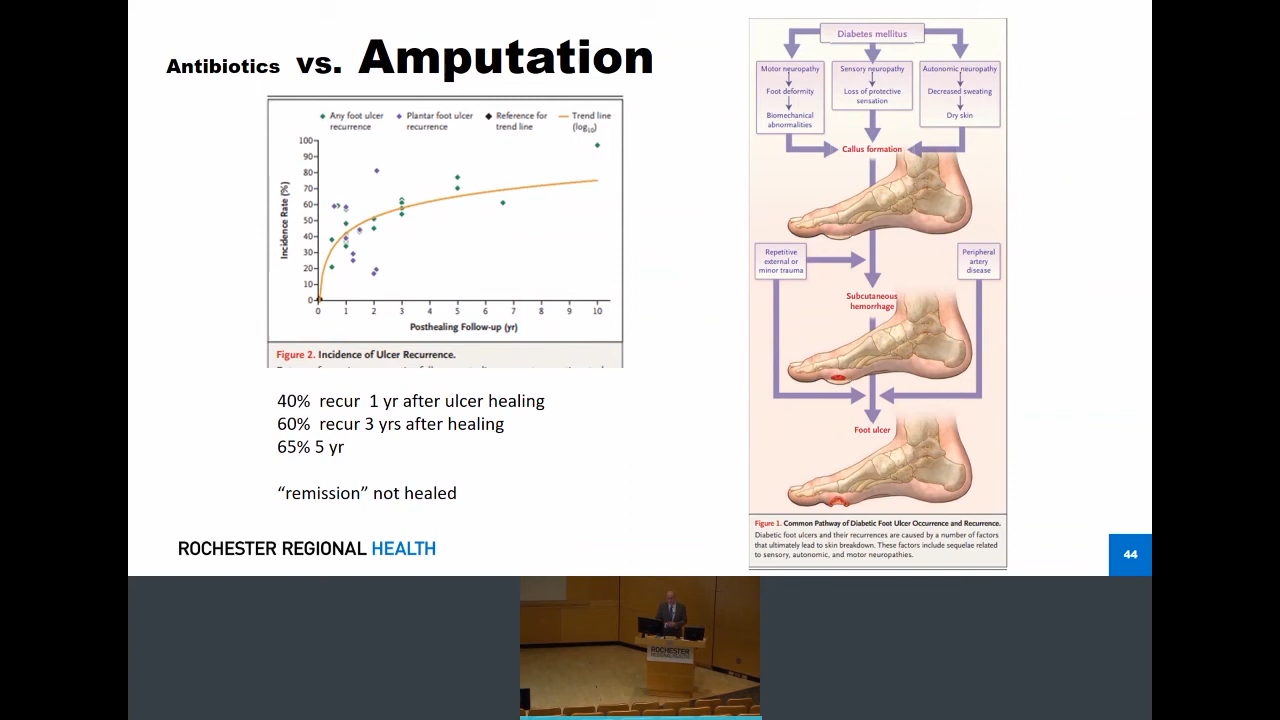 Antibiotics vs. Amputation
Any foot ulcer
recurrence
Plantar foot ulcer
recurrence
Reference for
trend line
Trend line
(log10)
Incidence Rate (%)
100
90
80
70
60
50
40
30
20
10
0
0 1 2 3 4 5 6 7 8 9 10
Posthealing Follow-up (yr)
Figure 2. Incidence of Ulcer Recurrence.
40% recur 1 yr after ulcer healing
60% recur 3 yrs after healing
65% 5 yr
“remission” not healed
ROCHESTER REGIONAL HEALTH
Diabetes mellitus
Motor neuropathy
Foot deformity
Biomechanical
abnormalities
Sensory neuropathy
Loss of protective
sensation
Autonomic neuropathy
Decreased sweating
Dry skin
Callus formation
Repetitive
external or
minor trauma
Peripheral
artery
disease
Subcutaneous
hemorrhage
Foot ulcer
Figure 1. Common Pathway of Diabetic Foot Ulcer Occurrence and Recurrence.
Diabetic foot ulcers and their recurrences are caused by a number of factors
that ultimately lead to skin breakdown. These factors include sequelae related
to sensory, autonomic, and motor neuropathies.
44
ROCHESTER
REGIONAL HEALTH